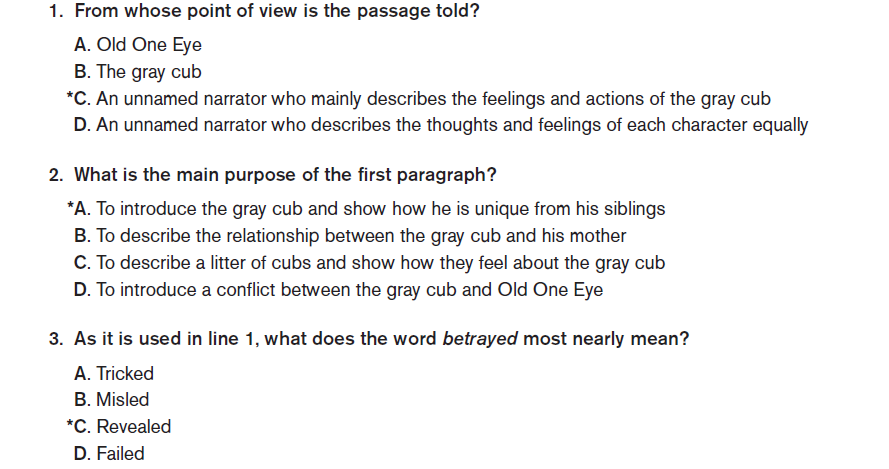 1. From whose point of view is the passage told?
A. Old One Eye
B. The gray cub
*C. An unnamed narrator who mainly describes the feelings and actions of the gray cub
D. An unnamed narrator who describes the thoughts and feelings of each character equally
2. What is the main purpose of the first paragraph?
*A. To introduce the gray cub and show how he is unique from his siblings
B. To describe the relationship between the gray cub and his mother
C. To describe a litter of cubs and show how they feel about the gray cub
D. To introduce a conflict between the gray cub and Old One Eye
3. As it is used in line 1, what does the word betrayed most nearly mean?
A. Tricked
B. Misled
*C. Revealed
D. Failed